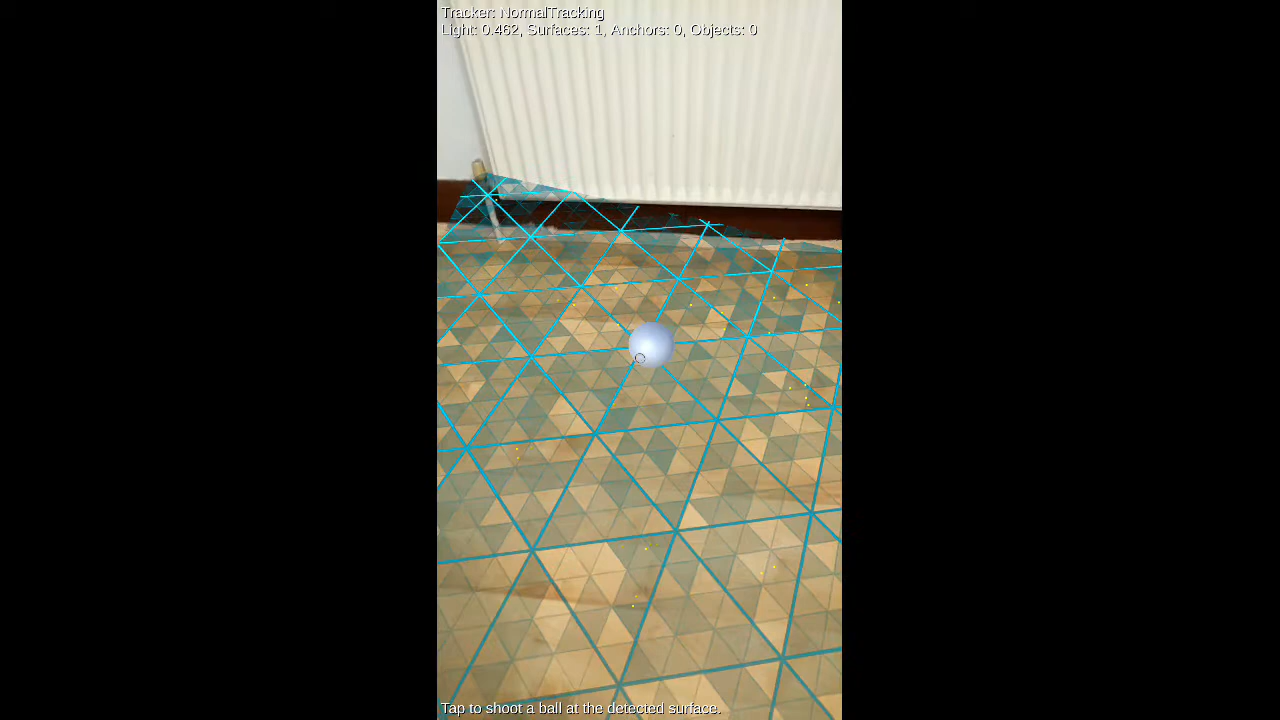 Tracker: NormalTracking
Light: 0.462, Surfaces: 1, Anchors: 0, Objects: 0
Tap to shoot a ball at the detected surface.